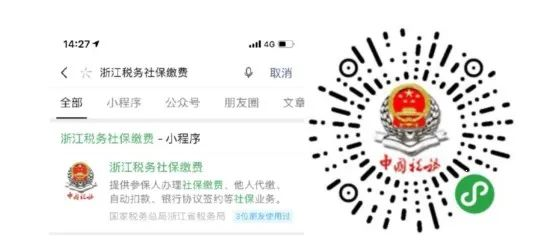 14:27
4G
浙江税务社保缴费
取消
全部
小程序
公众号
朋友圈
文章
浙江税务社保缴费 - 小程序
浙江税务社保缴费
提供参保人办理社保缴费、他人代缴、
自动扣款、银行协议签约等社保业务。
国家税务总局浙江省税务局
3位朋友使用过
中国税务
中国税务